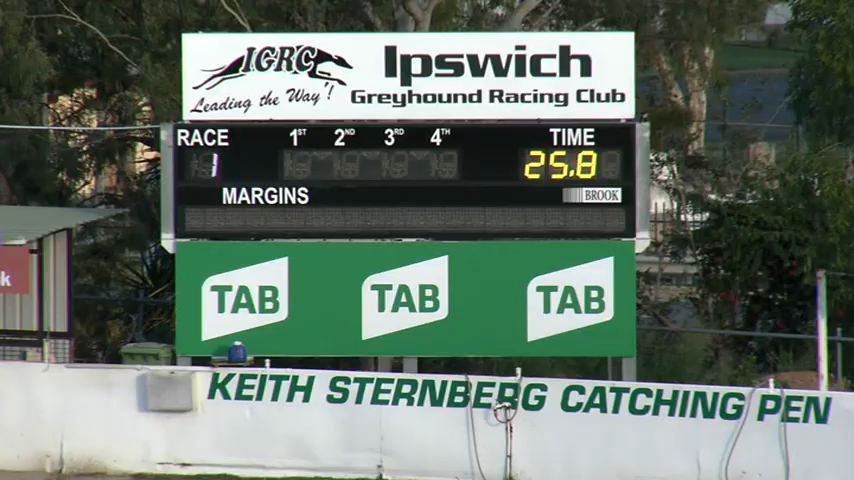 IGRC
Leading the Way!
Ipswich
Greyhound Racing Club
RACE 1ST 2ND 3RD 4TH TIME
1 25.8
MARGINS BROOK
TAB TAB TAB
KEITH STERNBERG CATCHING PEN